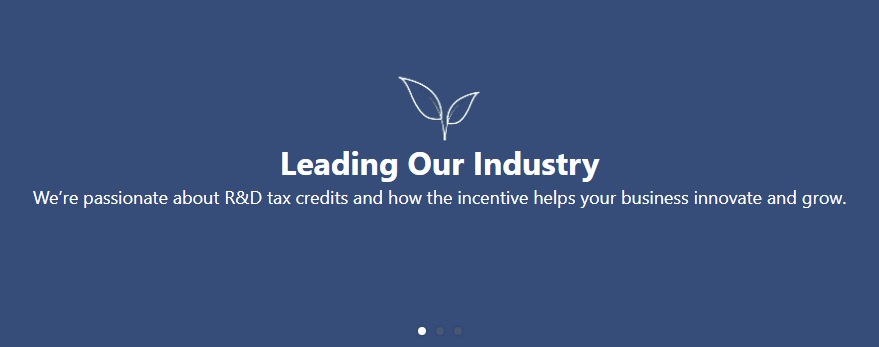 Leading Our Industry
We’re passionate about R&D tax credits and how the incentive helps your business innovate and grow.